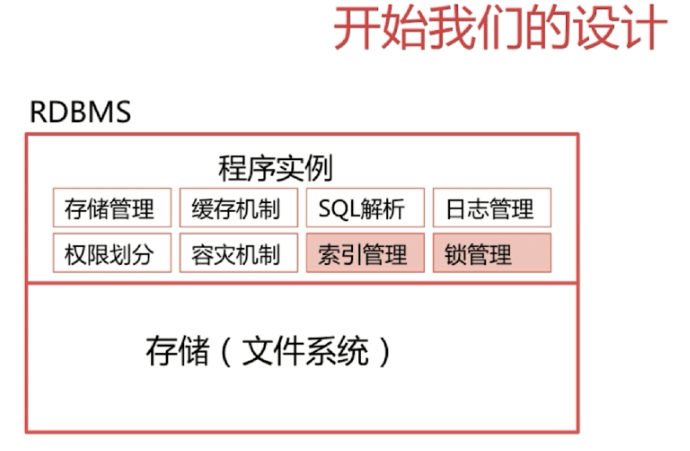 开始我们的设计
RDBMS
程序实例
存储管理 缓存机制 SQL解析 日志管理
权限划分 容灾机制 索引管理 锁管理
存储（文件系统）